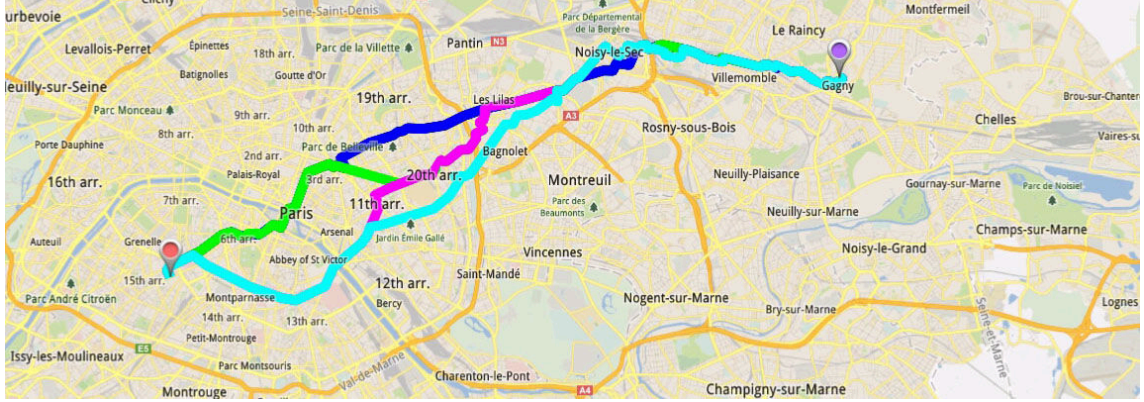 urbevoie
Clichy
Seine-Saint-Denis
Parc Départemental
de la Bergère
Montfermeil
Levallois-Perret
Épinettes
18th arr.
Parc de la Villette
Pantin
N3
Noisy-le-Sec
Le Raincy
Batignolles
Goutte d'Or
Villemomble
Gagny
euilly-sur-Seine
19th arr.
Les Lilas
Brou-sur-Chanter
Parc Monceau
9th arr.
10th arr.
A3
Chelles
8th arr.
Rosny-sous-Bois
Vaires-su
Porte Dauphine
2nd arr.
Parc de Belleville
Bagnolet
16th arr.
Palais-Royal
3rd arr.
20th arr.
Montreuil
Neuilly-Plaisance
Gournay-sur-Marne
Parc de Noisiel
7th arr.
11th arr.
Parc des
Beaumonts
Neuilly-sur-Marne
Paris
Auteuil
Grenelle
6th arr.
Arsenal
Jardin Émile Gallé
Champs-sur-Marne
Noisy-le-Grand
Abbey of St Victor
Vincennes
15th arr.
12th arr.
Saint-Mandé
Parc André Citroën
Montparnasse
Bercy
Nogent-sur-Marne
Lognes
14th arr.
13th arr.
Bry-sur-Marne
Petit-Montrouge
Seine-et-Marne
E5
Issy-les-Moulineaux
Parc Montsouris
Val-de-Marne
Charenton-le-Pont
Montrouge
A4
Champigny-sur-Marne